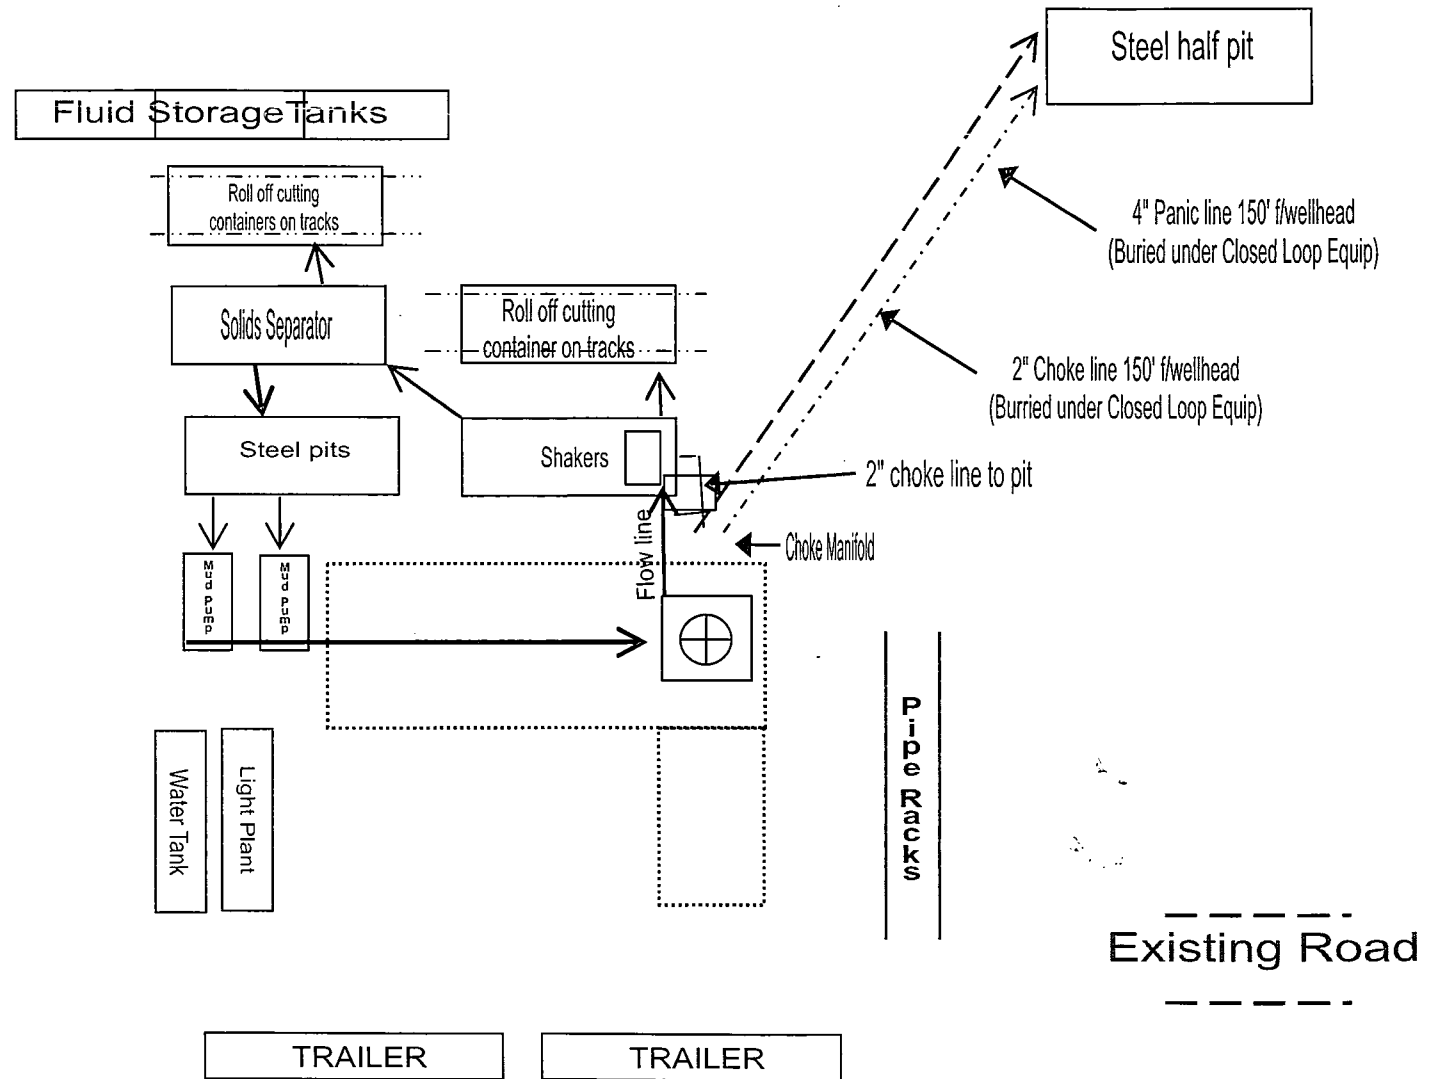 Steel half pit
Fluid StorageTanks
Roll off cutting
containers on tracks
4" Panic line 150' f/wellhead
(Buried under Closed Loop Equip)
Solids Separator
Roll off cutting
container on tracks
2" Choke line 150' f/wellhead
(Burried under Closed Loop Equip)
Steel pits
Shakers
2" choke line to pit
Flow line
Choke Manifold
Mud Pump
Mud Pump
Pipe Racks
Water Tank
Light Plant
Existing Road
TRAILER
TRAILER